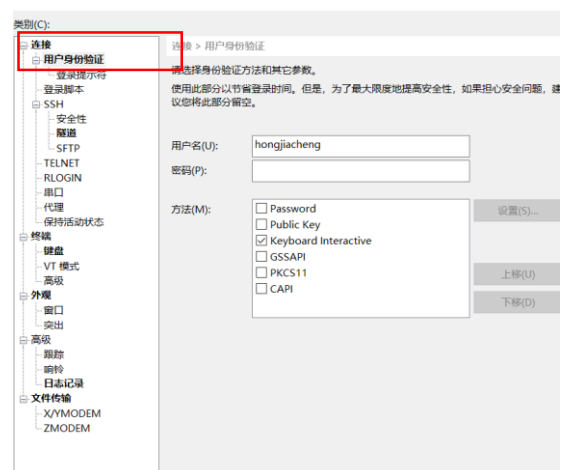 类别(C):
连接
用户身份验证
登录提示符
登录脚本
SSH
安全性
隧道
SFTP
TELNET
RLOGIN
串口
代理
保持活动状态
终端
键盘
VT 模式
高级
外观
窗口
突出
高级
跟踪
响铃
日志记录
文件传输
X/YMODEM
ZMODEM
连接 > 用户身份验证
请选择身份验证方法和其它参数。
使用此部分以节省登录时间。但是，为了最大限度地提高安全性，如果担心安全问题，建
议您将此部分留空。
用户名(U): hongjiacheng
密码(P):
方法(M):
Password
Public Key
Keyboard Interactive
GSSAPI
PKCS11
CAPI
设置(S)...
上移(U)
下移(D)